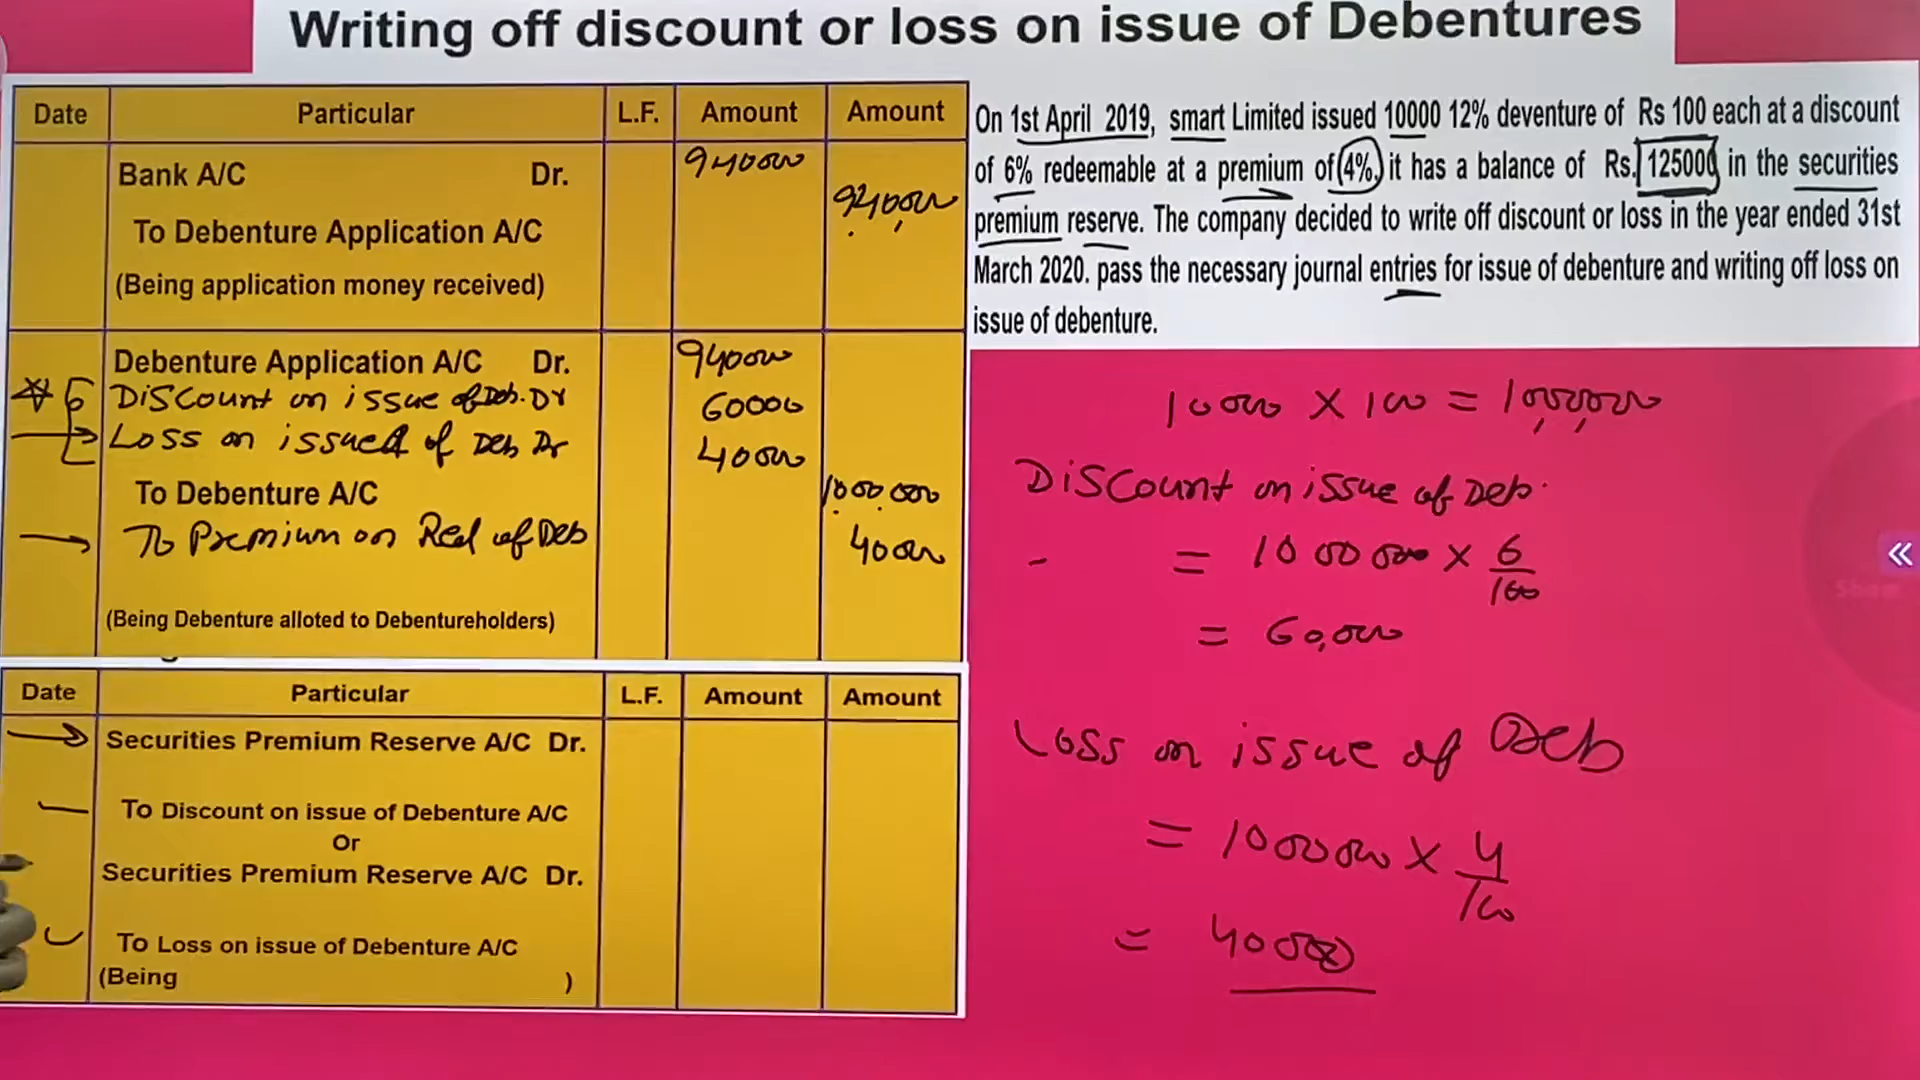 Writing off discount or loss on issue of Debentures
Date Particular L.F. Amount Amount
Bank A/C Dr. 940000
To Debenture Application A/C 940000
(Being application money received)
Debenture Application A/C Dr. 940000
Discount on issue of Deb. Dr 60000
Loss on issued of Deb Dr 40000
To Debenture A/C 1000000
To Premium on Red of Deb 40000
(Being Debenture alloted to Debentureholders)
Date Particular L.F. Amount Amount
Securities Premium Reserve A/C Dr.
To Discount on issue of Debenture A/C
Or
Securities Premium Reserve A/C Dr.
To Loss on issue of Debenture A/C
(Being )
On 1st April 2019, smart Limited issued 10000 12% deventure of Rs 100 each at a discount
of 6% redeemable at a premium of 4%. it has a balance of Rs. 125000 in the securities
premium reserve. The company decided to write off discount or loss in the year ended 31st
March 2020. pass the necessary journal entries for issue of debenture and writing off loss on
issue of debenture.
10000 × 100 = 1000000
Discount on issue of Deb.
= 1000000 × 6/100
= 60,000
Loss on issue of Deb
= 1000000 × 4/100
= 40000